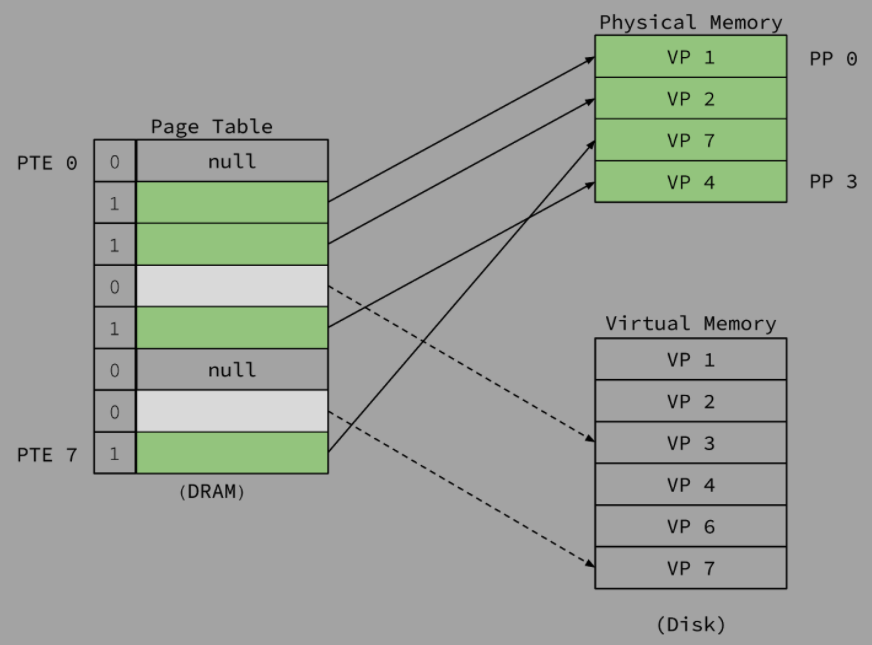 Physical Memory
VP 1 PP 0
VP 2
VP 7
VP 4 PP 3
Page Table
PTE 0 0 null
1
1
0
1
0 null
0
PTE 7 1
(DRAM)
Virtual Memory
VP 1
VP 2
VP 3
VP 4
VP 6
VP 7
(Disk)